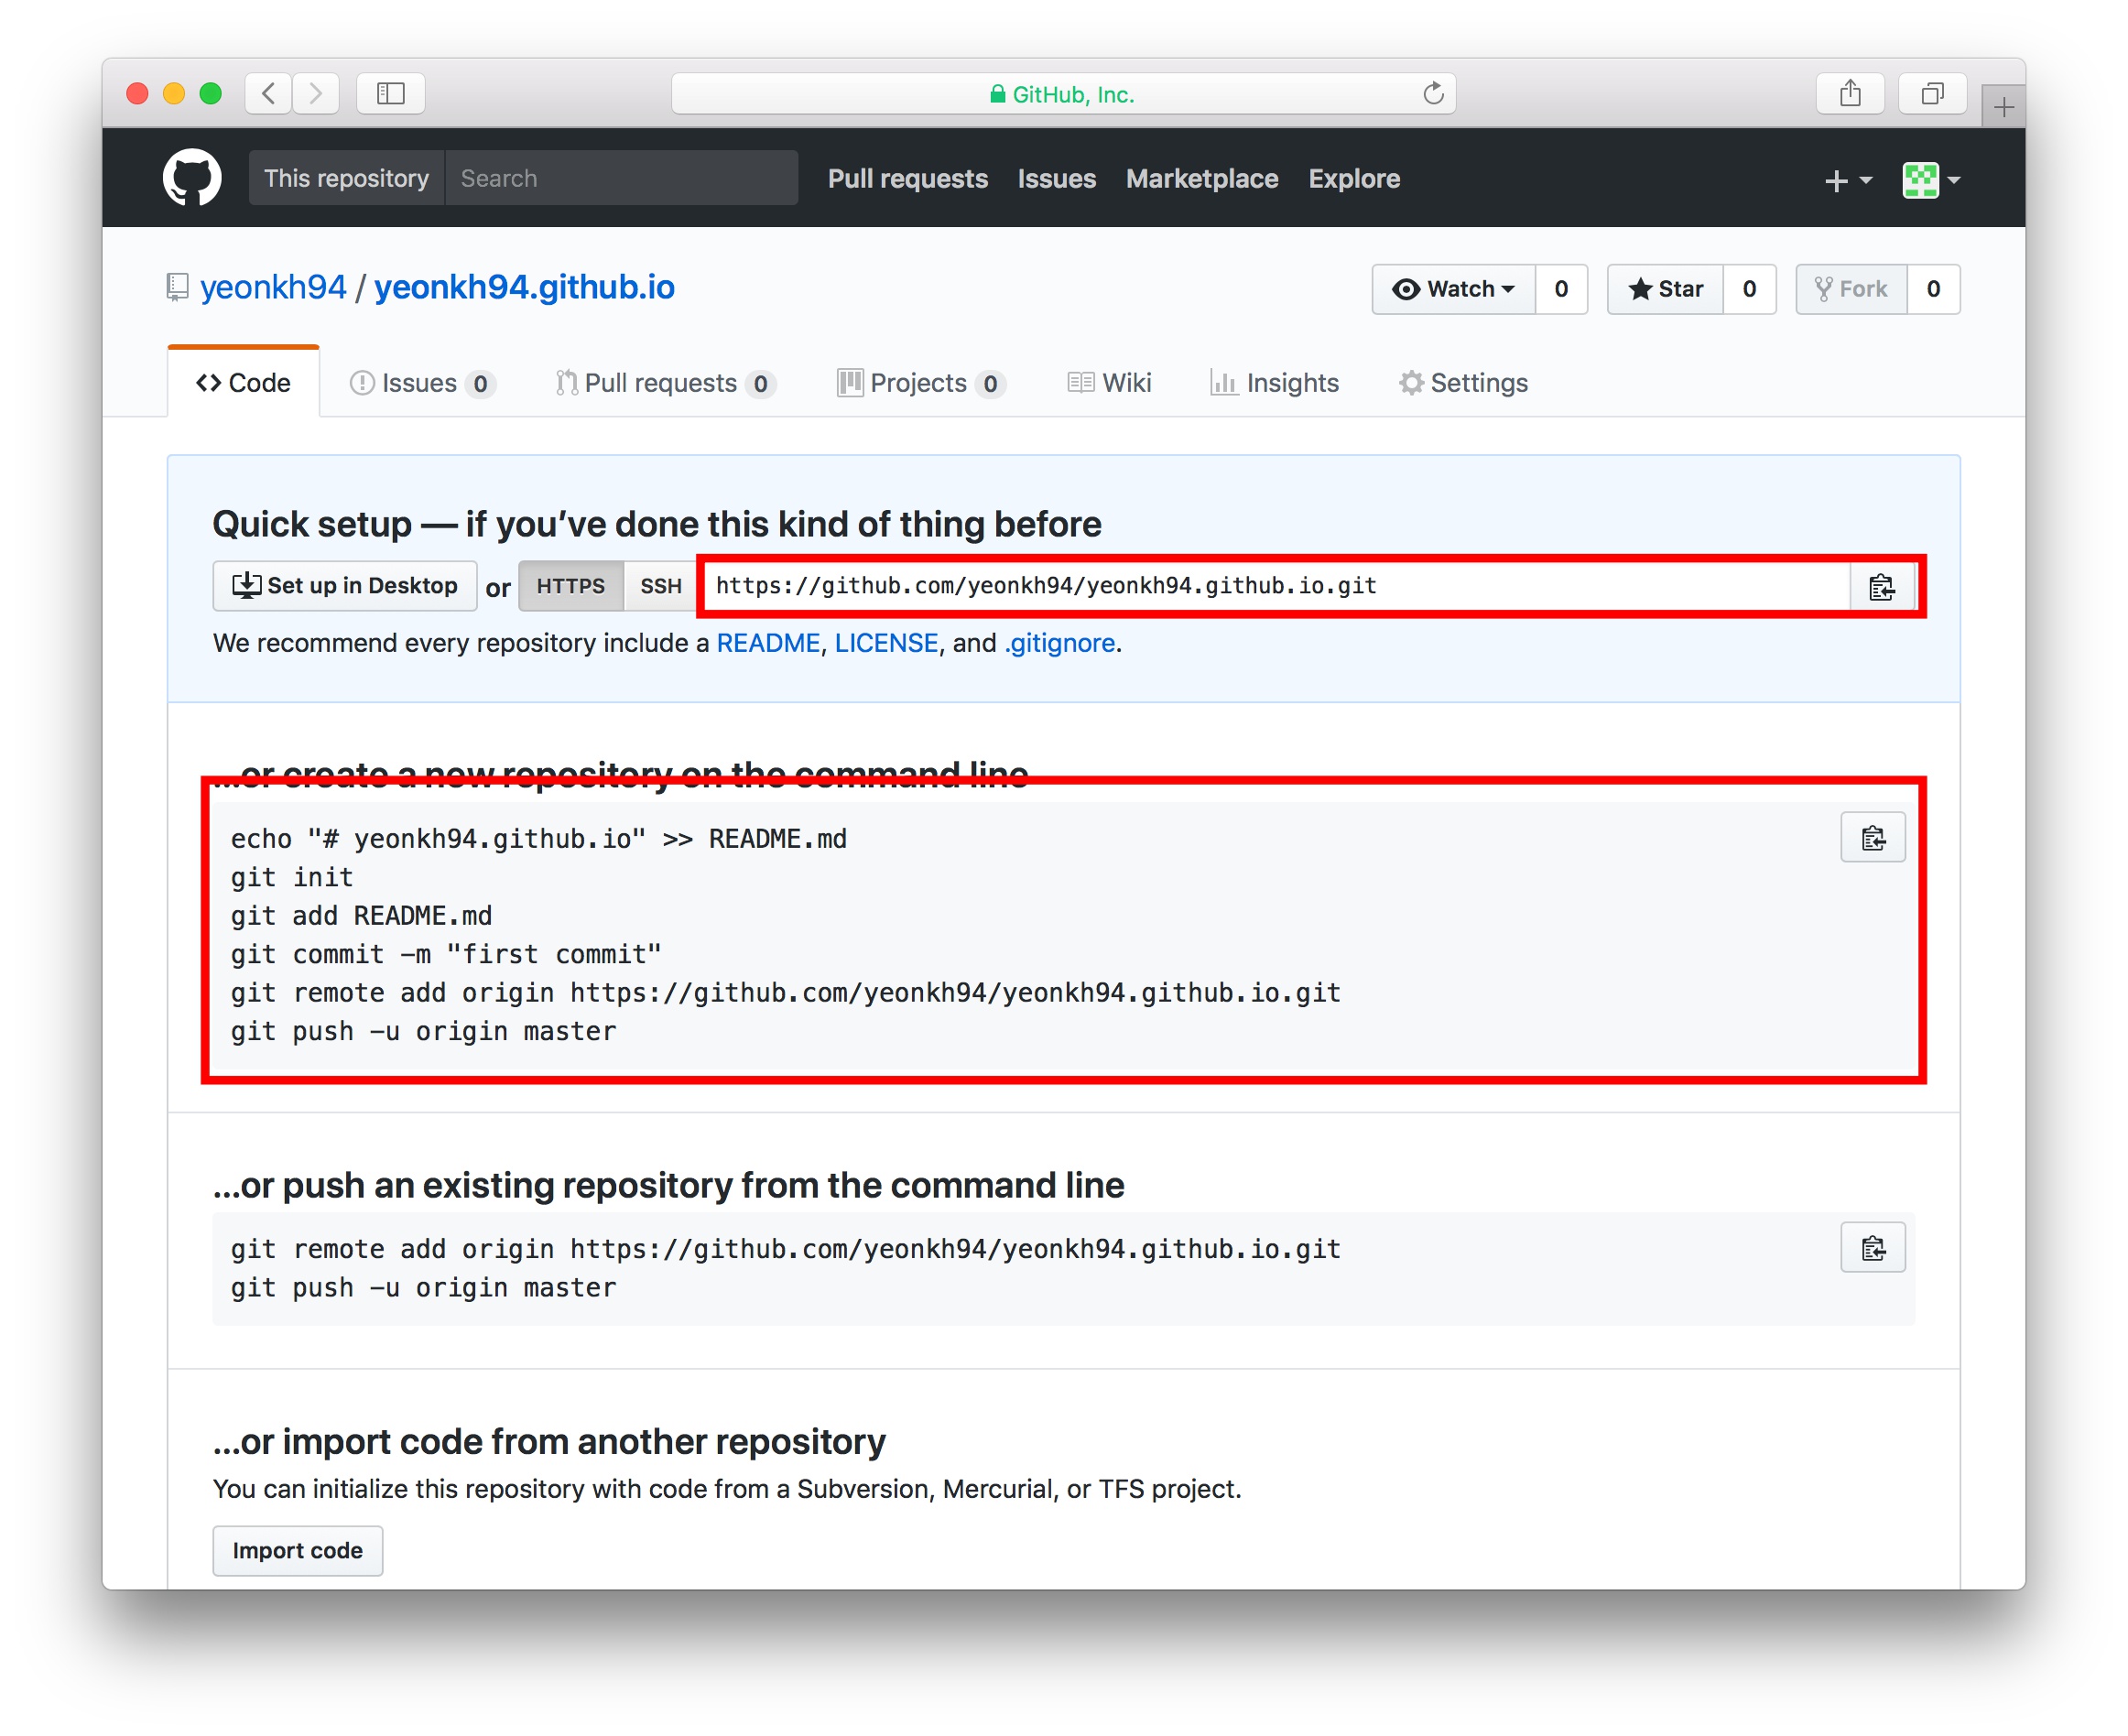 GitHub, Inc.
This repository Search Pull requests Issues Marketplace Explore
yeonkh94 / yeonkh94.github.io Watch 0 Star 0 Fork 0
Code Issues 0 Pull requests 0 Projects 0 Wiki Insights Settings
Quick setup — if you’ve done this kind of thing before
Set up in Desktop or HTTPS SSH https://github.com/yeonkh94/yeonkh94.github.io.git
We recommend every repository include a README, LICENSE, and .gitignore.
…or create a new repository on the command line
echo "# yeonkh94.github.io" >> README.md
git init
git add README.md
git commit -m "first commit"
git remote add origin https://github.com/yeonkh94/yeonkh94.github.io.git
git push -u origin master
…or push an existing repository from the command line
git remote add origin https://github.com/yeonkh94/yeonkh94.github.io.git
git push -u origin master
…or import code from another repository
You can initialize this repository with code from a Subversion, Mercurial, or TFS project.
Import code